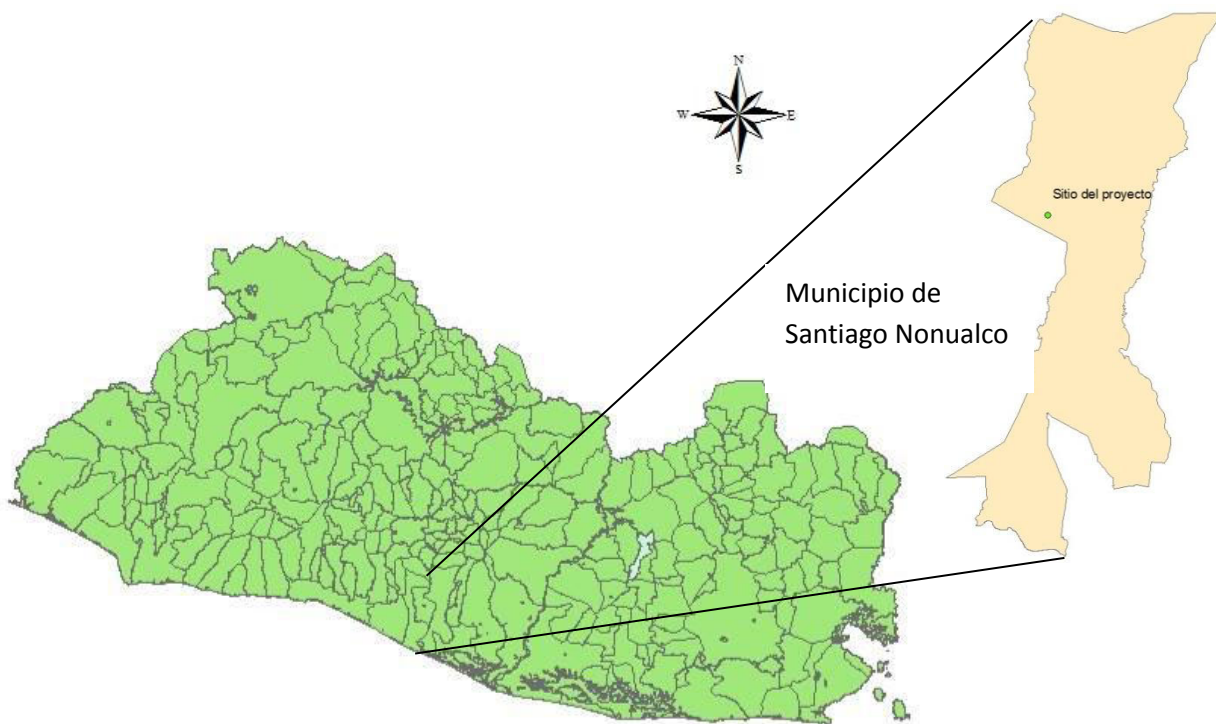 N
W E
S
Sitio del proyecto
Municipio de
Santiago Nonualco